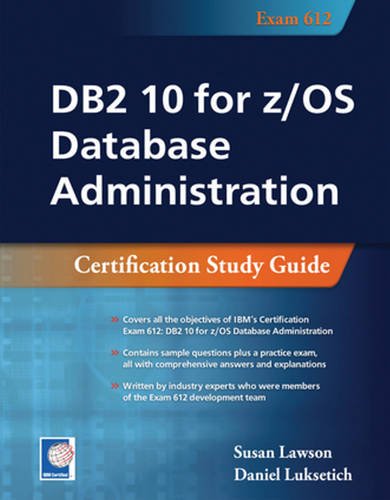 Exam 612
DB2 10 for z/OS
Database
Administration
Certification Study Guide
» Covers all the objectives of IBM's Certification
Exam 612: DB2 10 for z/OS Database Administration
» Contains sample questions plus a practice exam,
all with comprehensive answers and explanations
» Written by industry experts who were members
of the Exam 612 development team
IBM Certified
Susan Lawson
Daniel Luksetich